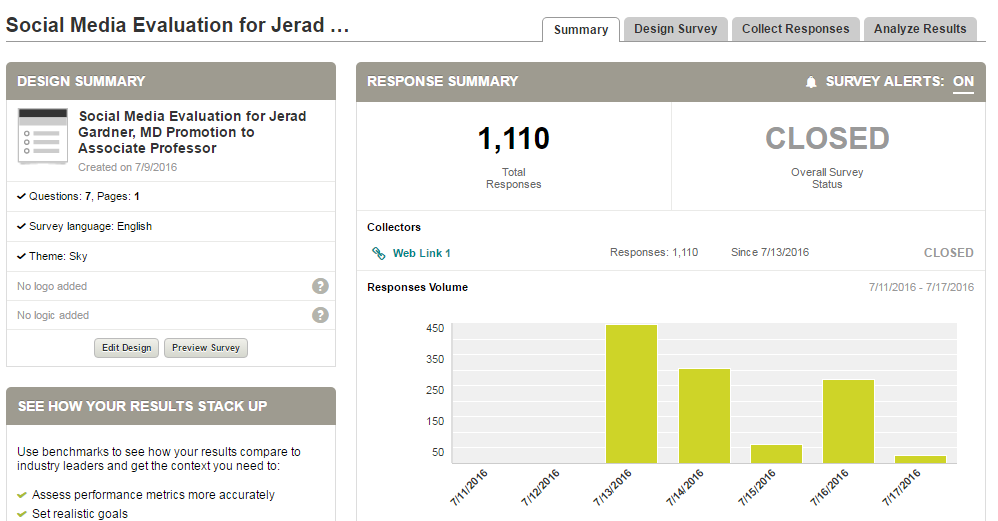 Social Media Evaluation for Jerad ...
Summary
Design Survey
Collect Responses
Analyze Results
DESIGN SUMMARY
Social Media Evaluation for Jerad
Gardner, MD Promotion to
Associate Professor
Created on 7/9/2016
Questions: 7, Pages: 1
Survey language: English
Theme: Sky
No logo added
?
No logic added
?
Edit Design
Preview Survey
SEE HOW YOUR RESULTS STACK UP
Use benchmarks to see how your results compare to
industry leaders and get the context you need to:
Assess performance metrics more accurately
Set realistic goals
RESPONSE SUMMARY
SURVEY ALERTS: ON
1,110
Total
Responses
CLOSED
Overall Survey
Status
Collectors
Web Link 1
Responses: 1,110
Since 7/13/2016
CLOSED
Responses Volume
7/11/2016 - 7/17/2016
450
350
250
150
50
7/11/2016
7/12/2016
7/13/2016
7/14/2016
7/15/2016
7/16/2016
7/17/2016